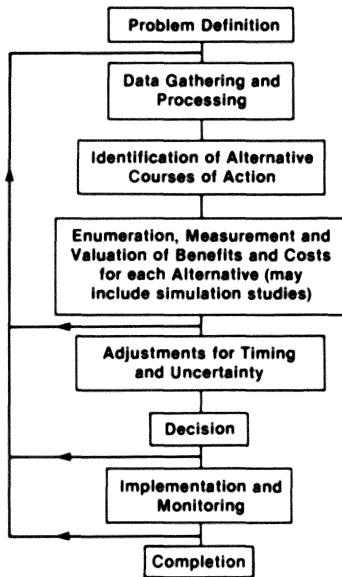 Problem Definition
Data Gathering and
Processing
Identification of Alternative
Courses of Action
Enumeration, Measurement and
Valuation of Benefits and Costs
for each Alternative (may
include simulation studies)
Adjustments for Timing
and Uncertainty
Decision
Implementation and
Monitoring
Completion